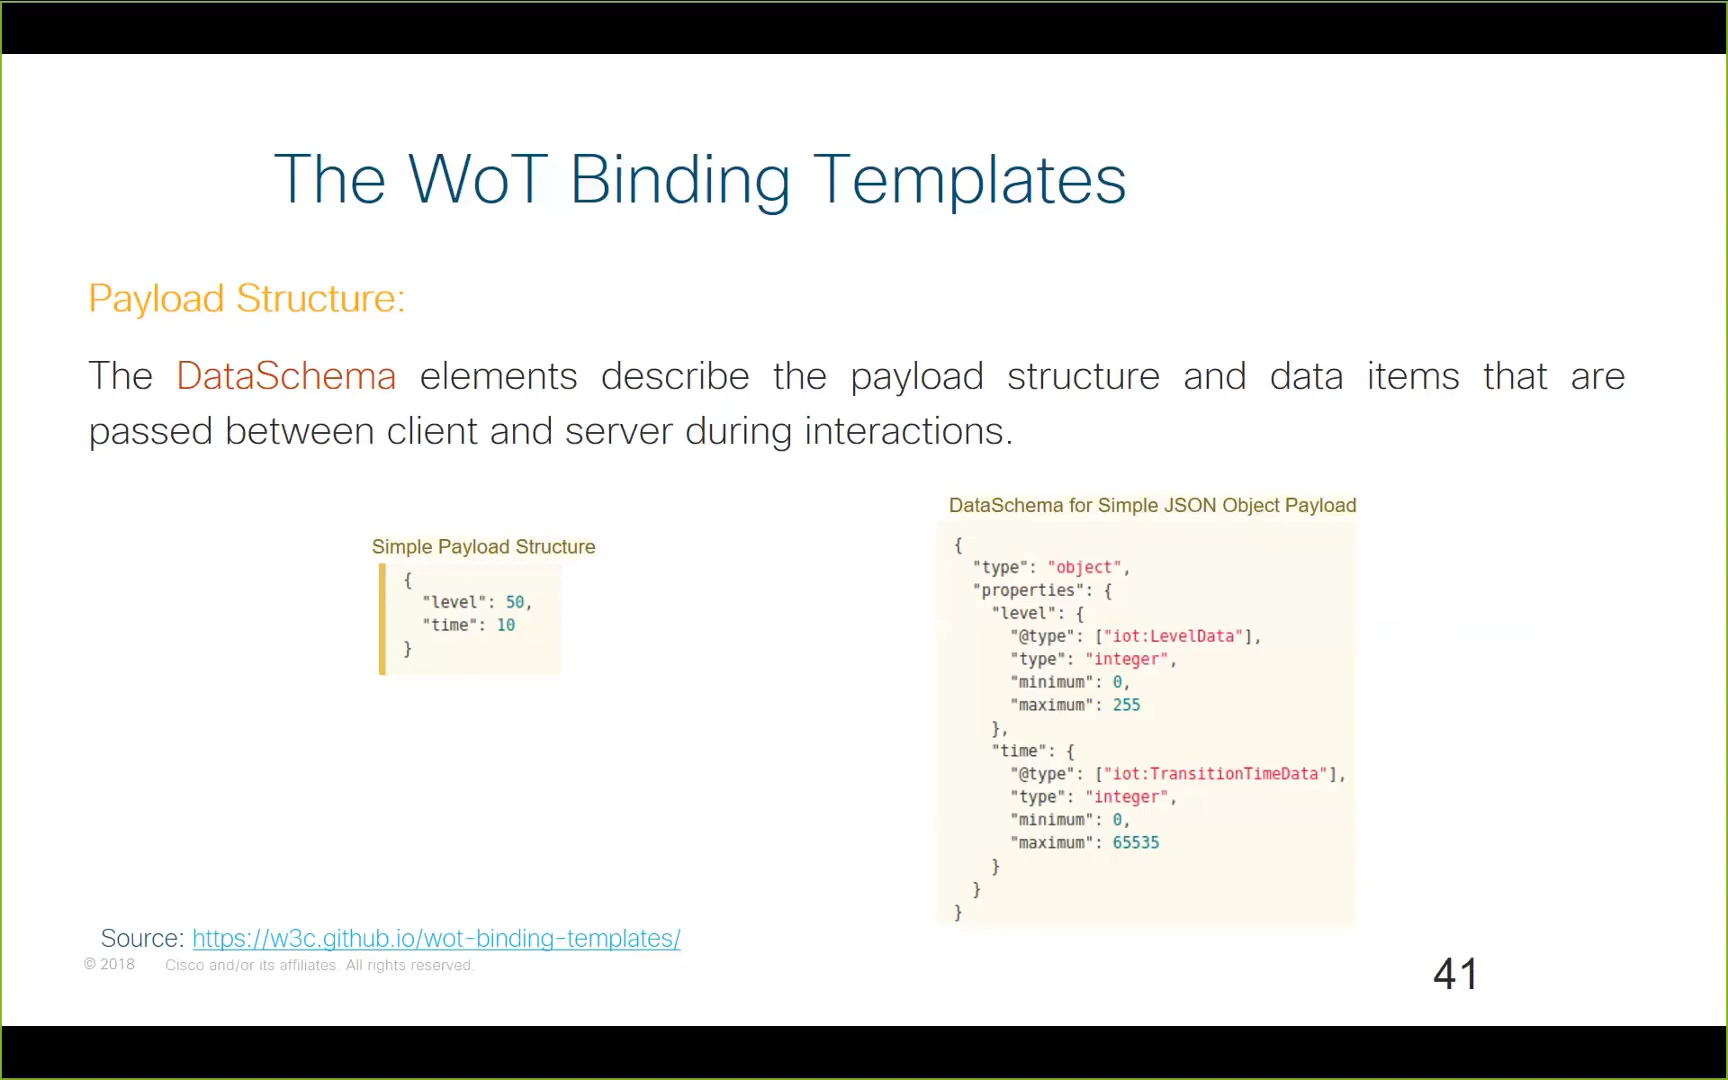 The WoT Binding Templates
Payload Structure:
The DataSchema elements describe the payload structure and data items that are
passed between client and server during interactions.
Simple Payload Structure
{
"level": 50,
"time": 10
}
DataSchema for Simple JSON Object Payload
{
"type": "object",
"properties": {
"level": {
"@type": ["iot:LevelData"],
"type": "integer",
"minimum": 0,
"maximum": 255
},
"time": {
"@type": ["iot:TransitionTimeData"],
"type": "integer",
"minimum": 0,
"maximum": 65535
}
}
}
Source: https://w3c.github.io/wot-binding-templates/
© 2018 Cisco and/or its affiliates. All rights reserved.
41